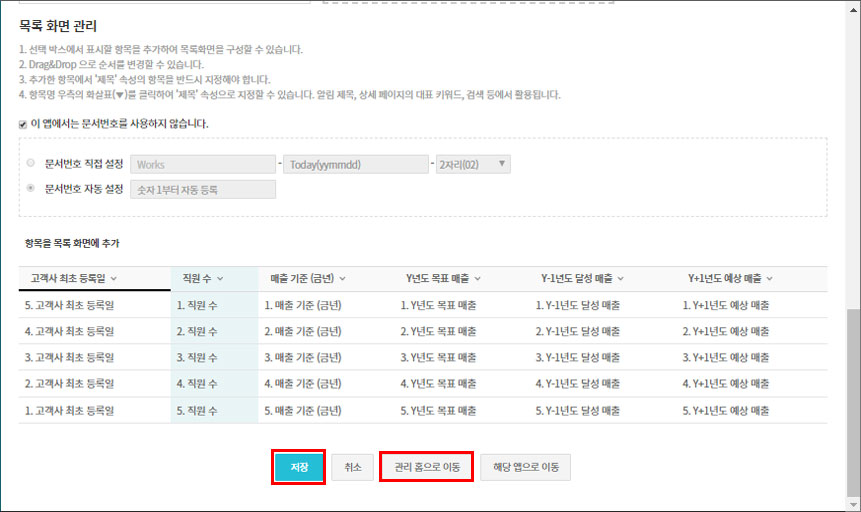 목록 화면 관리
1. 선택 박스에서 표시할 항목을 추가하여 목록화면을 구성할 수 있습니다.
2. Drag&Drop 으로 순서를 변경할 수 있습니다.
3. 추가한 항목에서 '제목' 속성의 항목을 반드시 지정해야 합니다.
4. 항목명 우측의 화살표(▼)를 클릭하여 '제목' 속성으로 지정할 수 있습니다. 알림 제목, 상세 페이지의 대표 키워드, 검색 등에서 활용됩니다.
이 앱에서는 문서번호를 사용하지 않습니다.
문서번호 직접 설정 Works - Today(yymmdd) - 2자리(02) ▼
문서번호 자동 설정 숫자 1부터 자동 등록
항목을 목록 화면에 추가
고객사 최초 등록일 직원 수 매출 기준 (금년) Y년도 목표 매출 Y-1년도 달성 매출 Y+1년도 예상 매출
5. 고객사 최초 등록일 1. 직원 수 1. 매출 기준 (금년) 1. Y년도 목표 매출 1. Y-1년도 달성 매출 1. Y+1년도 예상 매출
4. 고객사 최초 등록일 2. 직원 수 2. 매출 기준 (금년) 2. Y년도 목표 매출 2. Y-1년도 달성 매출 2. Y+1년도 예상 매출
3. 고객사 최초 등록일 3. 직원 수 3. 매출 기준 (금년) 3. Y년도 목표 매출 3. Y-1년도 달성 매출 3. Y+1년도 예상 매출
2. 고객사 최초 등록일 4. 직원 수 4. 매출 기준 (금년) 4. Y년도 목표 매출 4. Y-1년도 달성 매출 4. Y+1년도 예상 매출
1. 고객사 최초 등록일 5. 직원 수 5. 매출 기준 (금년) 5. Y년도 목표 매출 5. Y-1년도 달성 매출 5. Y+1년도 예상 매출
저장 취소 관리 홈으로 이동 해당 앱으로 이동